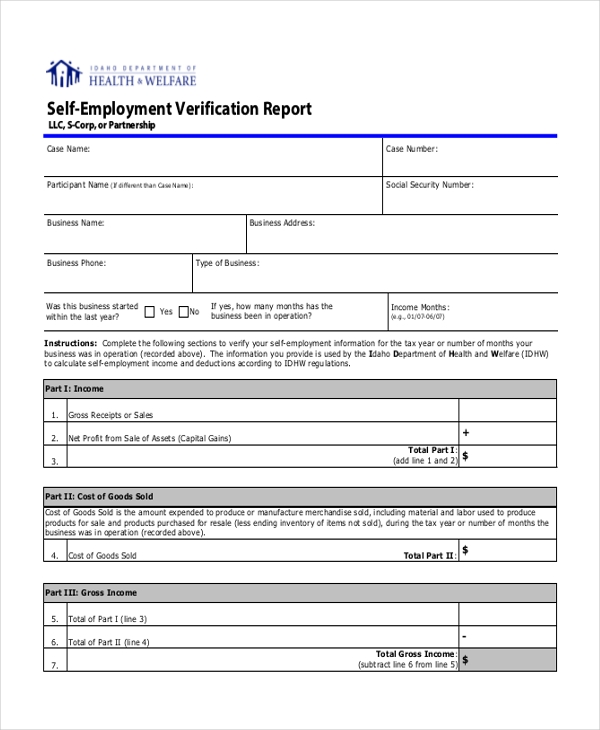 IDAHO DEPARTMENT OF
HEALTH & WELFARE
Self-Employment Verification Report
LLC, S-Corp, or Partnership
Case Name:
Case Number:
Participant Name (If different than Case Name):
Social Security Number:
Business Name:
Business Address:
Business Phone:
Type of Business:
Was this business started
within the last year?
Yes
No
If yes, how many months has the
business been in operation?
Income Months:
(e.g., 01/07-06/07)
Instructions: Complete the following sections to verify your self-employment information for the tax year or number of months your
business was in operation (recorded above). The information you provide is used by the Idaho Department of Health and Welfare (IDHW)
to calculate self-employment income and deductions according to IDHW regulations.
Part I: Income
1. Gross Receipts or Sales
2. Net Profit from Sale of Assets (Capital Gains) +
Total Part I:
3. (add line 1 and 2) $
Part II: Cost of Goods Sold
Cost of Goods Sold is the amount expended to produce or manufacture merchandise sold, including material and labor used to produce
products for sale and products purchased for resale (less ending inventory of items not sold), during the tax year or number of months the
business was in operation (recorded above).
4. Cost of Goods Sold Total Part II: $
Part III: Gross Income
5. Total of Part I (line 3)
6. Total of Part II (line 4) -
Total Gross Income:
7. (subtract line 6 from line 5) $